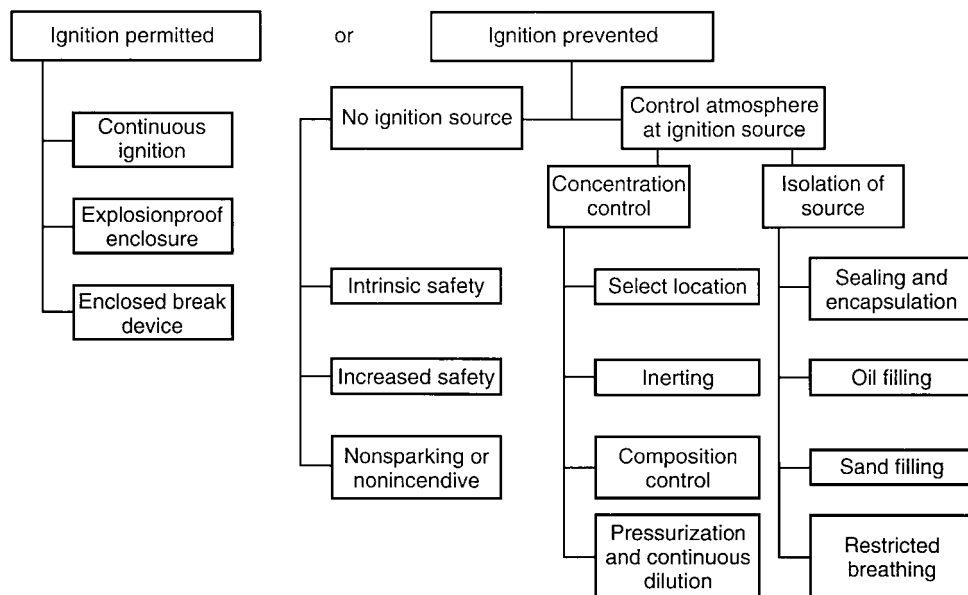 Ignition permitted
or
Ignition prevented
Continuous
ignition
Explosionproof
enclosure
Enclosed break
device
No ignition source
Control atmosphere
at ignition source
Intrinsic safety
Increased safety
Nonsparking or
nonincendive
Concentration
control
Select location
Inerting
Composition
control
Pressurization
and continuous
dilution
Isolation of
source
Sealing and
encapsulation
Oil filling
Sand filling
Restricted
breathing